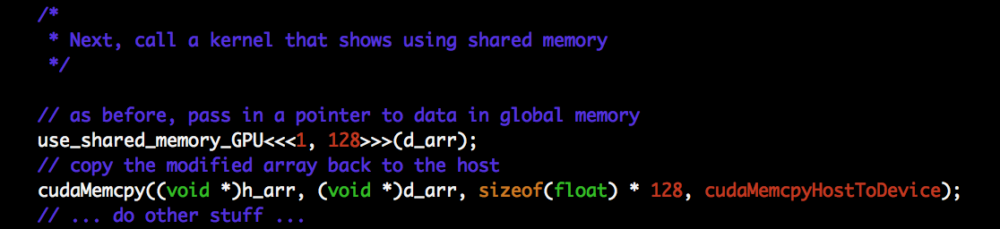 /*
* Next, call a kernel that shows using shared memory
*/
// as before, pass in a pointer to data in global memory
use_shared_memory_GPU<<<1, 128>>>(d_arr);
// copy the modified array back to the host
cudaMemcpy((void *)h_arr, (void *)d_arr, sizeof(float) * 128, cudaMemcpyHostToDevice);
// ... do other stuff ...